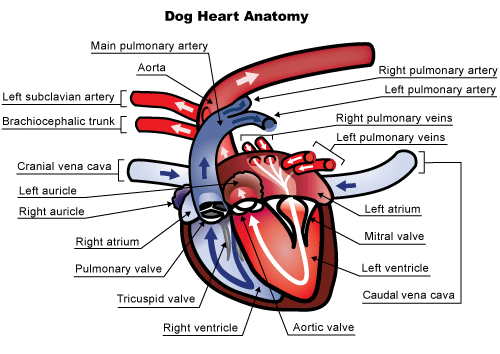 Dog Heart Anatomy
Main pulmonary artery
Aorta
Right pulmonary artery
Left pulmonary artery
Left subclavian artery
Brachiocephalic trunk
Right pulmonary veins
Left pulmonary veins
Cranial vena cava
Left auricle
Right auricle
Left atrium
Right atrium
Mitral valve
Pulmonary valve
Left ventricle
Tricuspid valve
Caudal vena cava
Right ventricle
Aortic valve